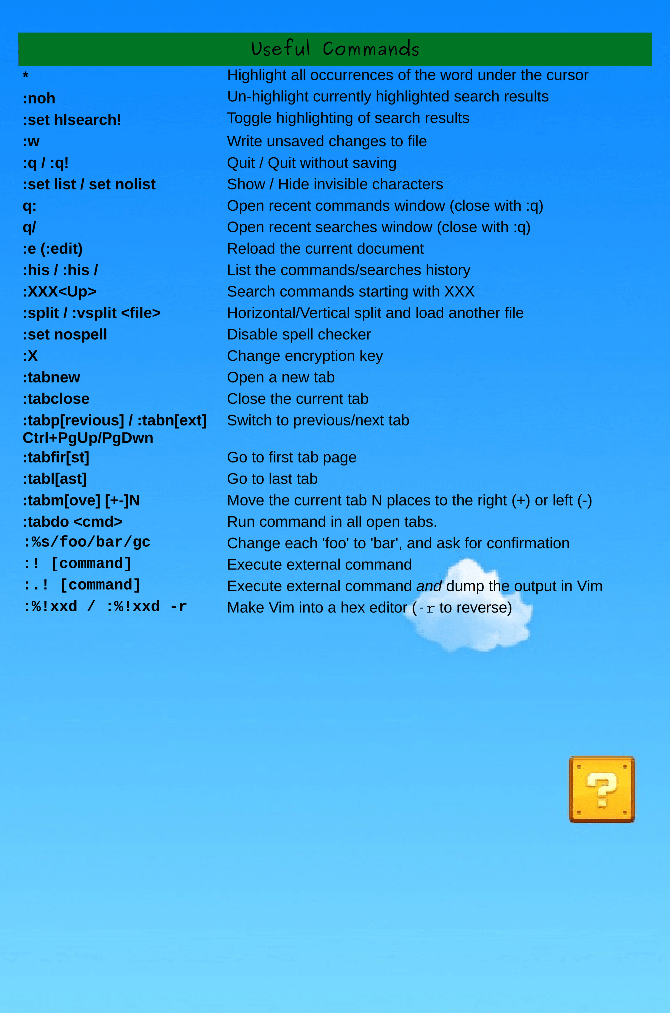 Useful Commands
* Highlight all occurrences of the word under the cursor
:noh Un-highlight currently highlighted search results
:set hlsearch! Toggle highlighting of search results
:w Write unsaved changes to file
:q / :q! Quit / Quit without saving
:set list / set nolist Show / Hide invisible characters
q: Open recent commands window (close with :q)
q/ Open recent searches window (close with :q)
:e (:edit) Reload the current document
:his / :his / List the commands/searches history
:XXX<Up> Search commands starting with XXX
:split / :vsplit <file> Horizontal/Vertical split and load another file
:set nospell Disable spell checker
:X Change encryption key
:tabnew Open a new tab
:tabclose Close the current tab
:tabp[revious] / :tabn[ext] Switch to previous/next tab
Ctrl+PgUp/PgDwn
:tabfir[st] Go to first tab page
:tabl[ast] Go to last tab
:tabm[ove] [+-]N Move the current tab N places to the right (+) or left (-)
:tabdo <cmd> Run command in all open tabs.
:%s/foo/bar/gc Change each 'foo' to 'bar', and ask for confirmation
:! [command] Execute external command
:.! [command] Execute external command and dump the output in Vim
:%!xxd / :%!xxd -r Make Vim into a hex editor (-r to reverse)
?